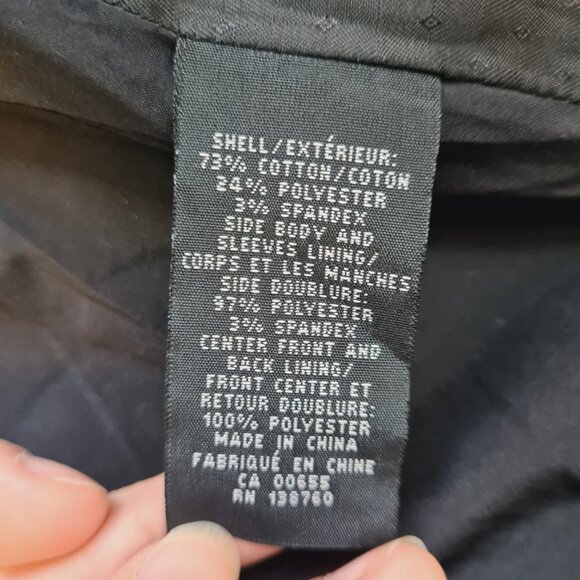 SHELL/EXTÉRIEUR:
73% COTTON/COTON
24% POLYESTER
3% SPANDEX
SIDE BODY AND
SLEEVES LINING/
CORPS ET LES MANCHES
SIDE DOUBLURE:
97% POLYESTER
3% SPANDEX
CENTER FRONT AND
BACK LINING/
FRONT CENTER ET
RETOUR DOUBLURE:
100% POLYESTER
MADE IN CHINA
FABRIQUÉ EN CHINE
CA 00655
RN 138760